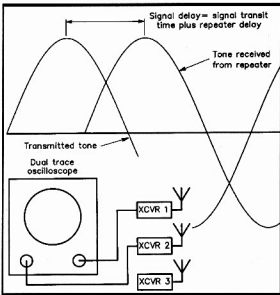 Signal delay= signal transit
time plus repeater delay
Tone received
from repeater
Transmitted tone
Dual trace
oscilloscope
XCVR 1
XCVR 2
XCVR 3